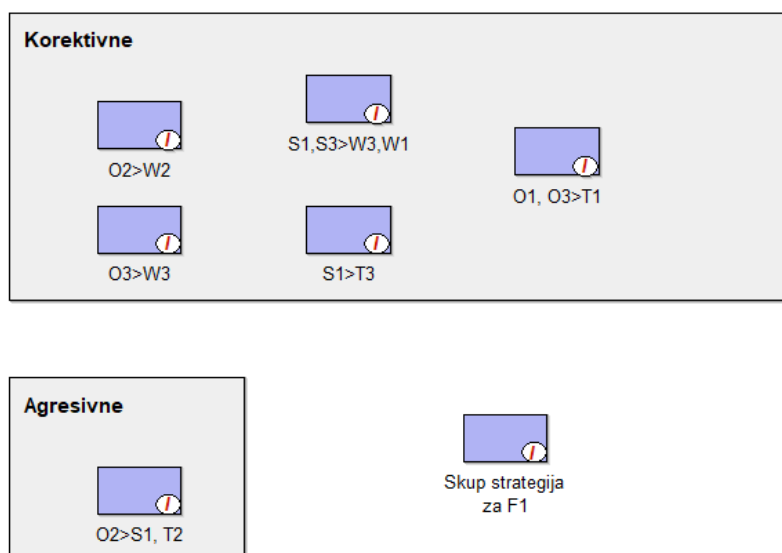 Korektivne
O2>W2
S1,S3>W3,W1
O1, O3>T1
O3>W3
S1>T3
Agresivne
O2>S1, T2
Skup strategija
za F1